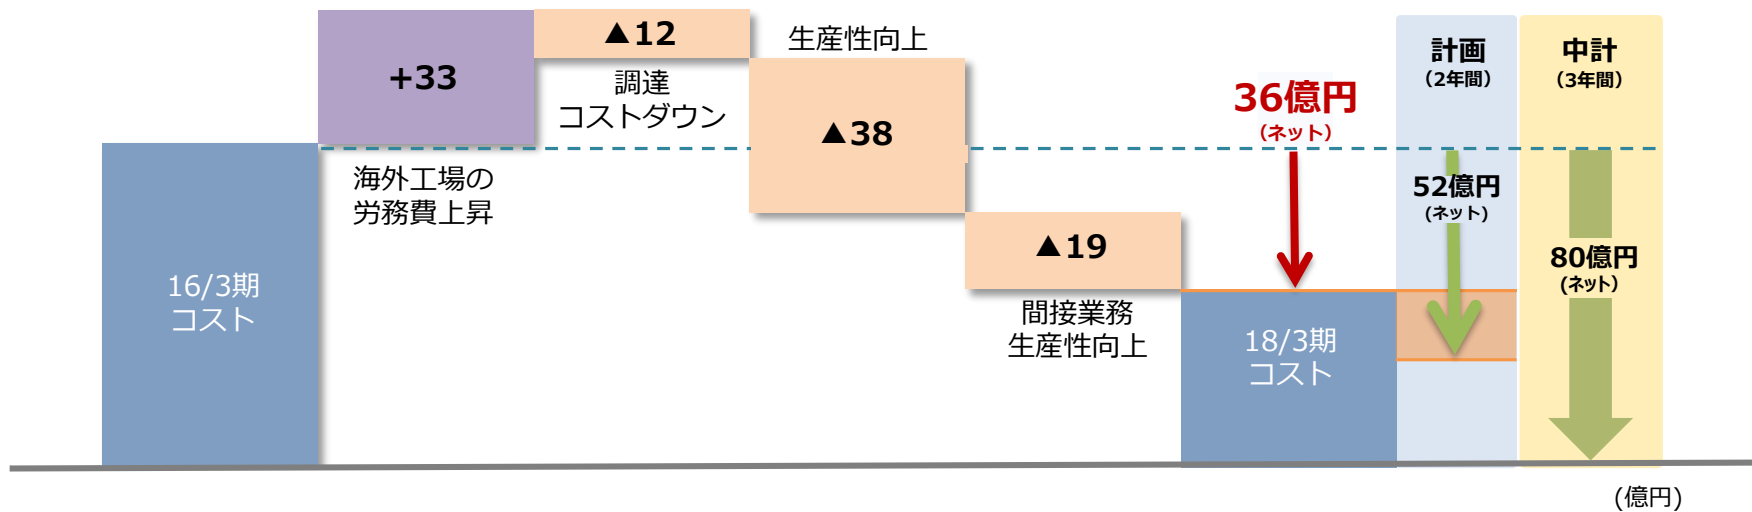 16/3期
コスト
+33
海外工場の
労務費上昇
▲12
調達
コストダウン
生産性向上
▲38
▲19
間接業務
生産性向上
36億円
(ネット)
18/3期
コスト
計画
(2年間)
52億円
(ネット)
中計
(3年間)
80億円
(ネット)
(億円)